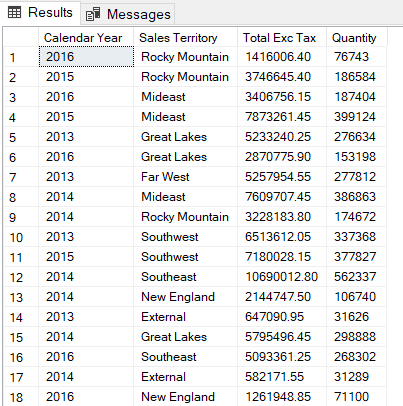 Results Messages
Calendar Year Sales Territory Total Exc Tax Quantity
1 2016 Rocky Mountain 1416006.40 76743
2 2015 Rocky Mountain 3746645.40 186584
3 2016 Mideast 3406756.15 187404
4 2015 Mideast 7873261.45 399124
5 2013 Great Lakes 5233240.25 276634
6 2016 Great Lakes 2870775.90 153198
7 2013 Far West 5257954.55 277812
8 2014 Mideast 7609707.45 386863
9 2014 Rocky Mountain 3228183.80 174672
10 2013 Southwest 6513612.05 337368
11 2015 Southwest 7180028.15 377827
12 2014 Southeast 10690012.80 562337
13 2014 New England 2144747.50 106740
14 2013 External 647090.95 31626
15 2014 Great Lakes 5795496.45 298888
16 2016 Southeast 5093361.25 268302
17 2014 External 582171.55 31289
18 2016 New England 1261948.85 71100